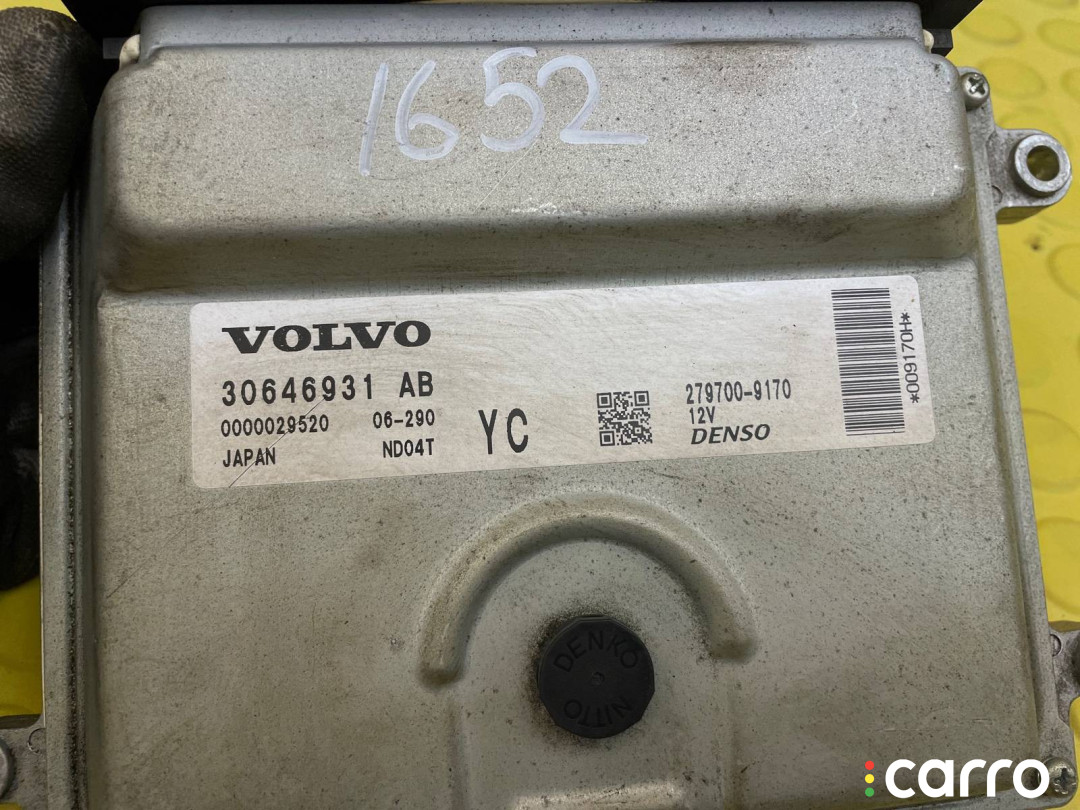 1652
VOLVO
30646931 AB
0000029520 06-290
JAPAN ND04T
YC
279700-9170
12V
DENSO
*009170H*
DENKO
NITTO
carro